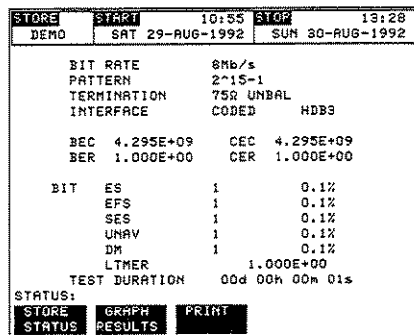 STORE START 10:55 STOP 13:28
DEMO SAT 29-AUG-1992 SUN 30-AUG-1992
BIT RATE 8Mb/s
PATTERN 2^15-1
TERMINATION 75Ω UNBAL
INTERFACE CODED HDB3
BEC 4.295E+09 CEC 4.295E+09
BER 1.000E+00 CER 1.000E+00
BIT ES 1 0.1%
EFS 1 0.1%
SES 1 0.1%
UNAV 1 0.1%
DM 1 0.1%
LTMER 1.000E+00
TEST DURATION 00d 00h 00m 01s
STATUS:
STORE GRAPH PRINT
STATUS RESULTS